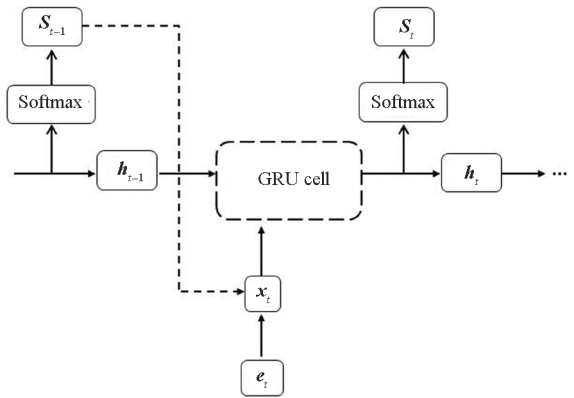 S_{t-1}
S_t
Softmax
Softmax
h_{t-1}
GRU cell
h_t
...
x_t
e_t